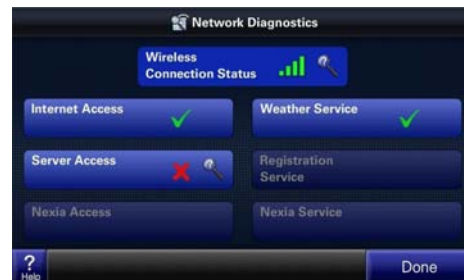 Network Diagnostics
Wireless
Connection Status
Internet Access
Weather Service
Server Access
Registration
Service
Nexia Access
Nexia Service
?
Help
Done